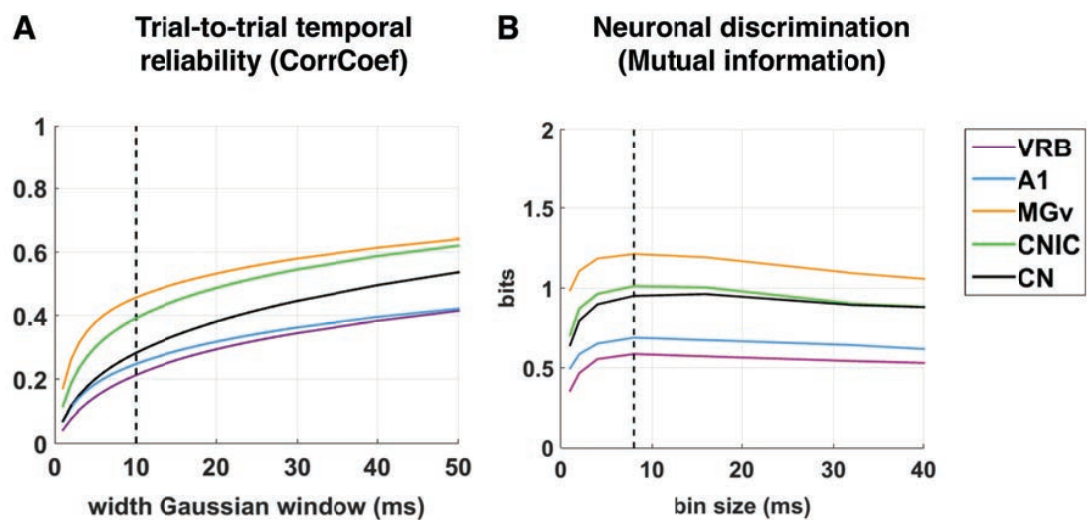 A
Trial-to-trial temporal
reliability (CorrCoef)
1
0.8
0.6
0.4
0.2
0
0 10 20 30 40 50
width Gaussian window (ms)
B
Neuronal discrimination
(Mutual information)
bits
2
1.5
1
0.5
0
0 10 20 30 40
bin size (ms)
VRB
A1
MGv
CNIC
CN